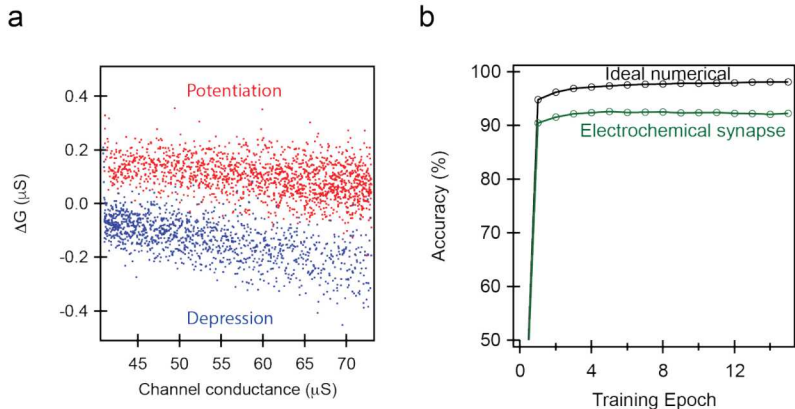 a
Potentiation
0.4
0.2
0.0
-0.2
-0.4
ΔG (μS)
Depression
45 50 55 60 65 70
Channel conductance (μS)
b
100
90
80
70
60
50
Accuracy (%)
Ideal numerical
Electrochemical synapse
0 4 8 12
Training Epoch